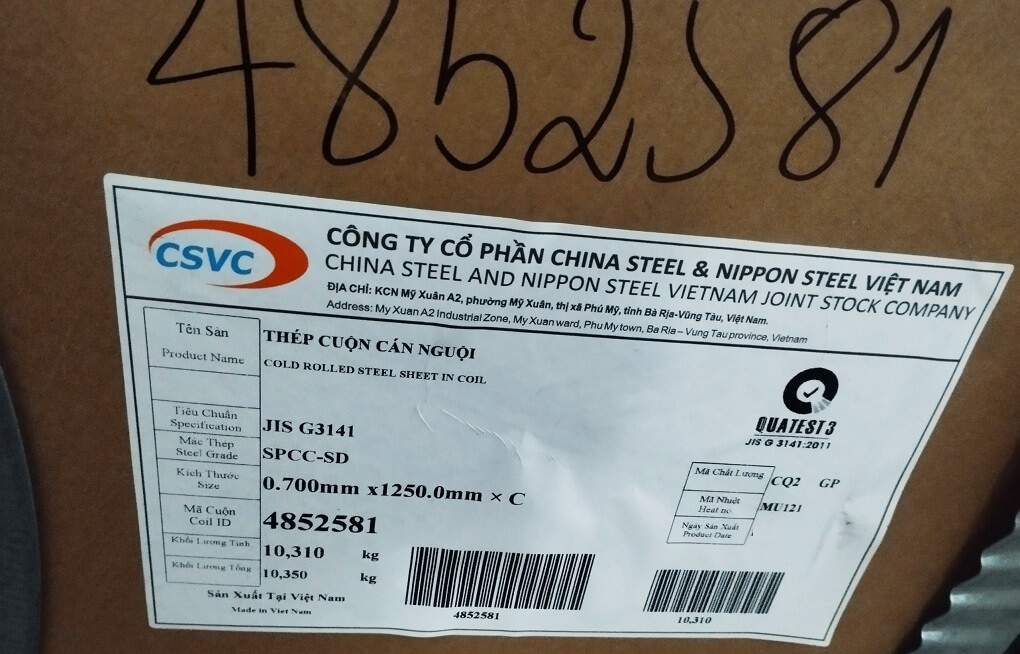 4852581
CSVC
CÔNG TY CỔ PHẦN CHINA STEEL & NIPPON STEEL VIỆT NAM
CHINA STEEL AND NIPPON STEEL VIETNAM JOINT STOCK COMPANY
ĐỊA CHỈ: KCN Mỹ Xuân A2, phường Mỹ Xuân, thị xã Phú Mỹ, tỉnh Bà Rịa-Vũng Tàu, Việt Nam.
Address: My Xuan A2 Industrial Zone, My Xuan ward, Phu My town, Ba Ria – Vung Tau province, Vietnam
Tên Sản THÉP CUỘN CÁN NGUỘI
Product Name COLD ROLLED STEEL SHEET IN COIL
QUATEST 3
JIS G 3141:2011
Tiêu Chuẩn
Specification JIS G3141
Mác Thép
Steel Grade SPCC-SD
Kích Thước
Size 0.700mm x1250.0mm × C
Mã Cuộn
Coil ID 4852581
Khối Lượng Tịnh 10,310 kg
Khối Lượng Tổng 10,350 kg
Mã Chất Lượng CQ2 GP
Mã Nhiệt
Heat no. MU121
Ngày Sản Xuất
Product Date
Sản Xuất Tại Việt Nam
Made in Viet Nam
4852581
10,310